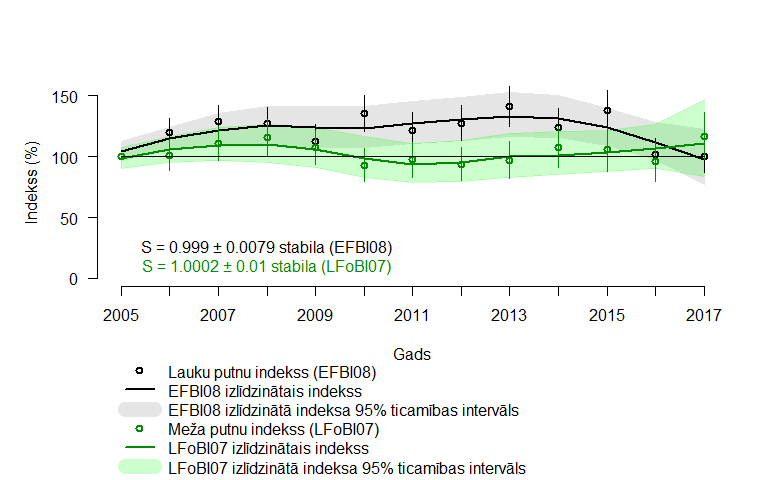 Indekss (%)
150
100
50
0
S = 0.999 ± 0.0079 stabila (EFBI08)
S = 1.0002 ± 0.01 stabila (LFoBI07)
2005 2007 2009 2011 2013 2015 2017
Gads
Lauku putnu indekss (EFBI08)
EFBI08 izlīdzinātais indekss
EFBI08 izlīdzinātā indeksa 95% ticamības intervāls
Meža putnu indekss (LFoBI07)
LFoBI07 izlīdzinātais indekss
LFoBI07 izlīdzinātā indeksa 95% ticamības intervāls